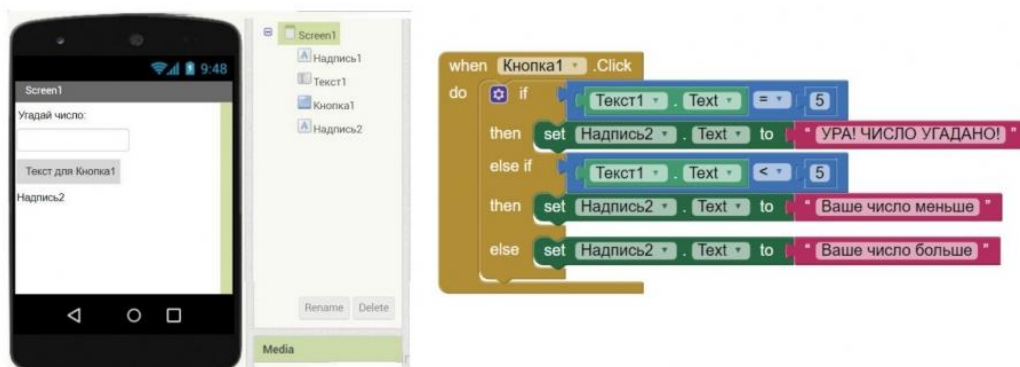 9:48
Screen1
Угадай число:
Текст для Кнопка1
Надпись2
Screen1
Надпись1
Текст1
Кнопка1
Надпись2
Rename Delete
Media
when Кнопка1 .Click
do if Текст1 . Text = 5
then set Надпись2 . Text to " УРА! ЧИСЛО УГАДАНО! "
else if Текст1 . Text < 5
then set Надпись2 . Text to " Ваше число меньше "
else set Надпись2 . Text to " Ваше число больше "